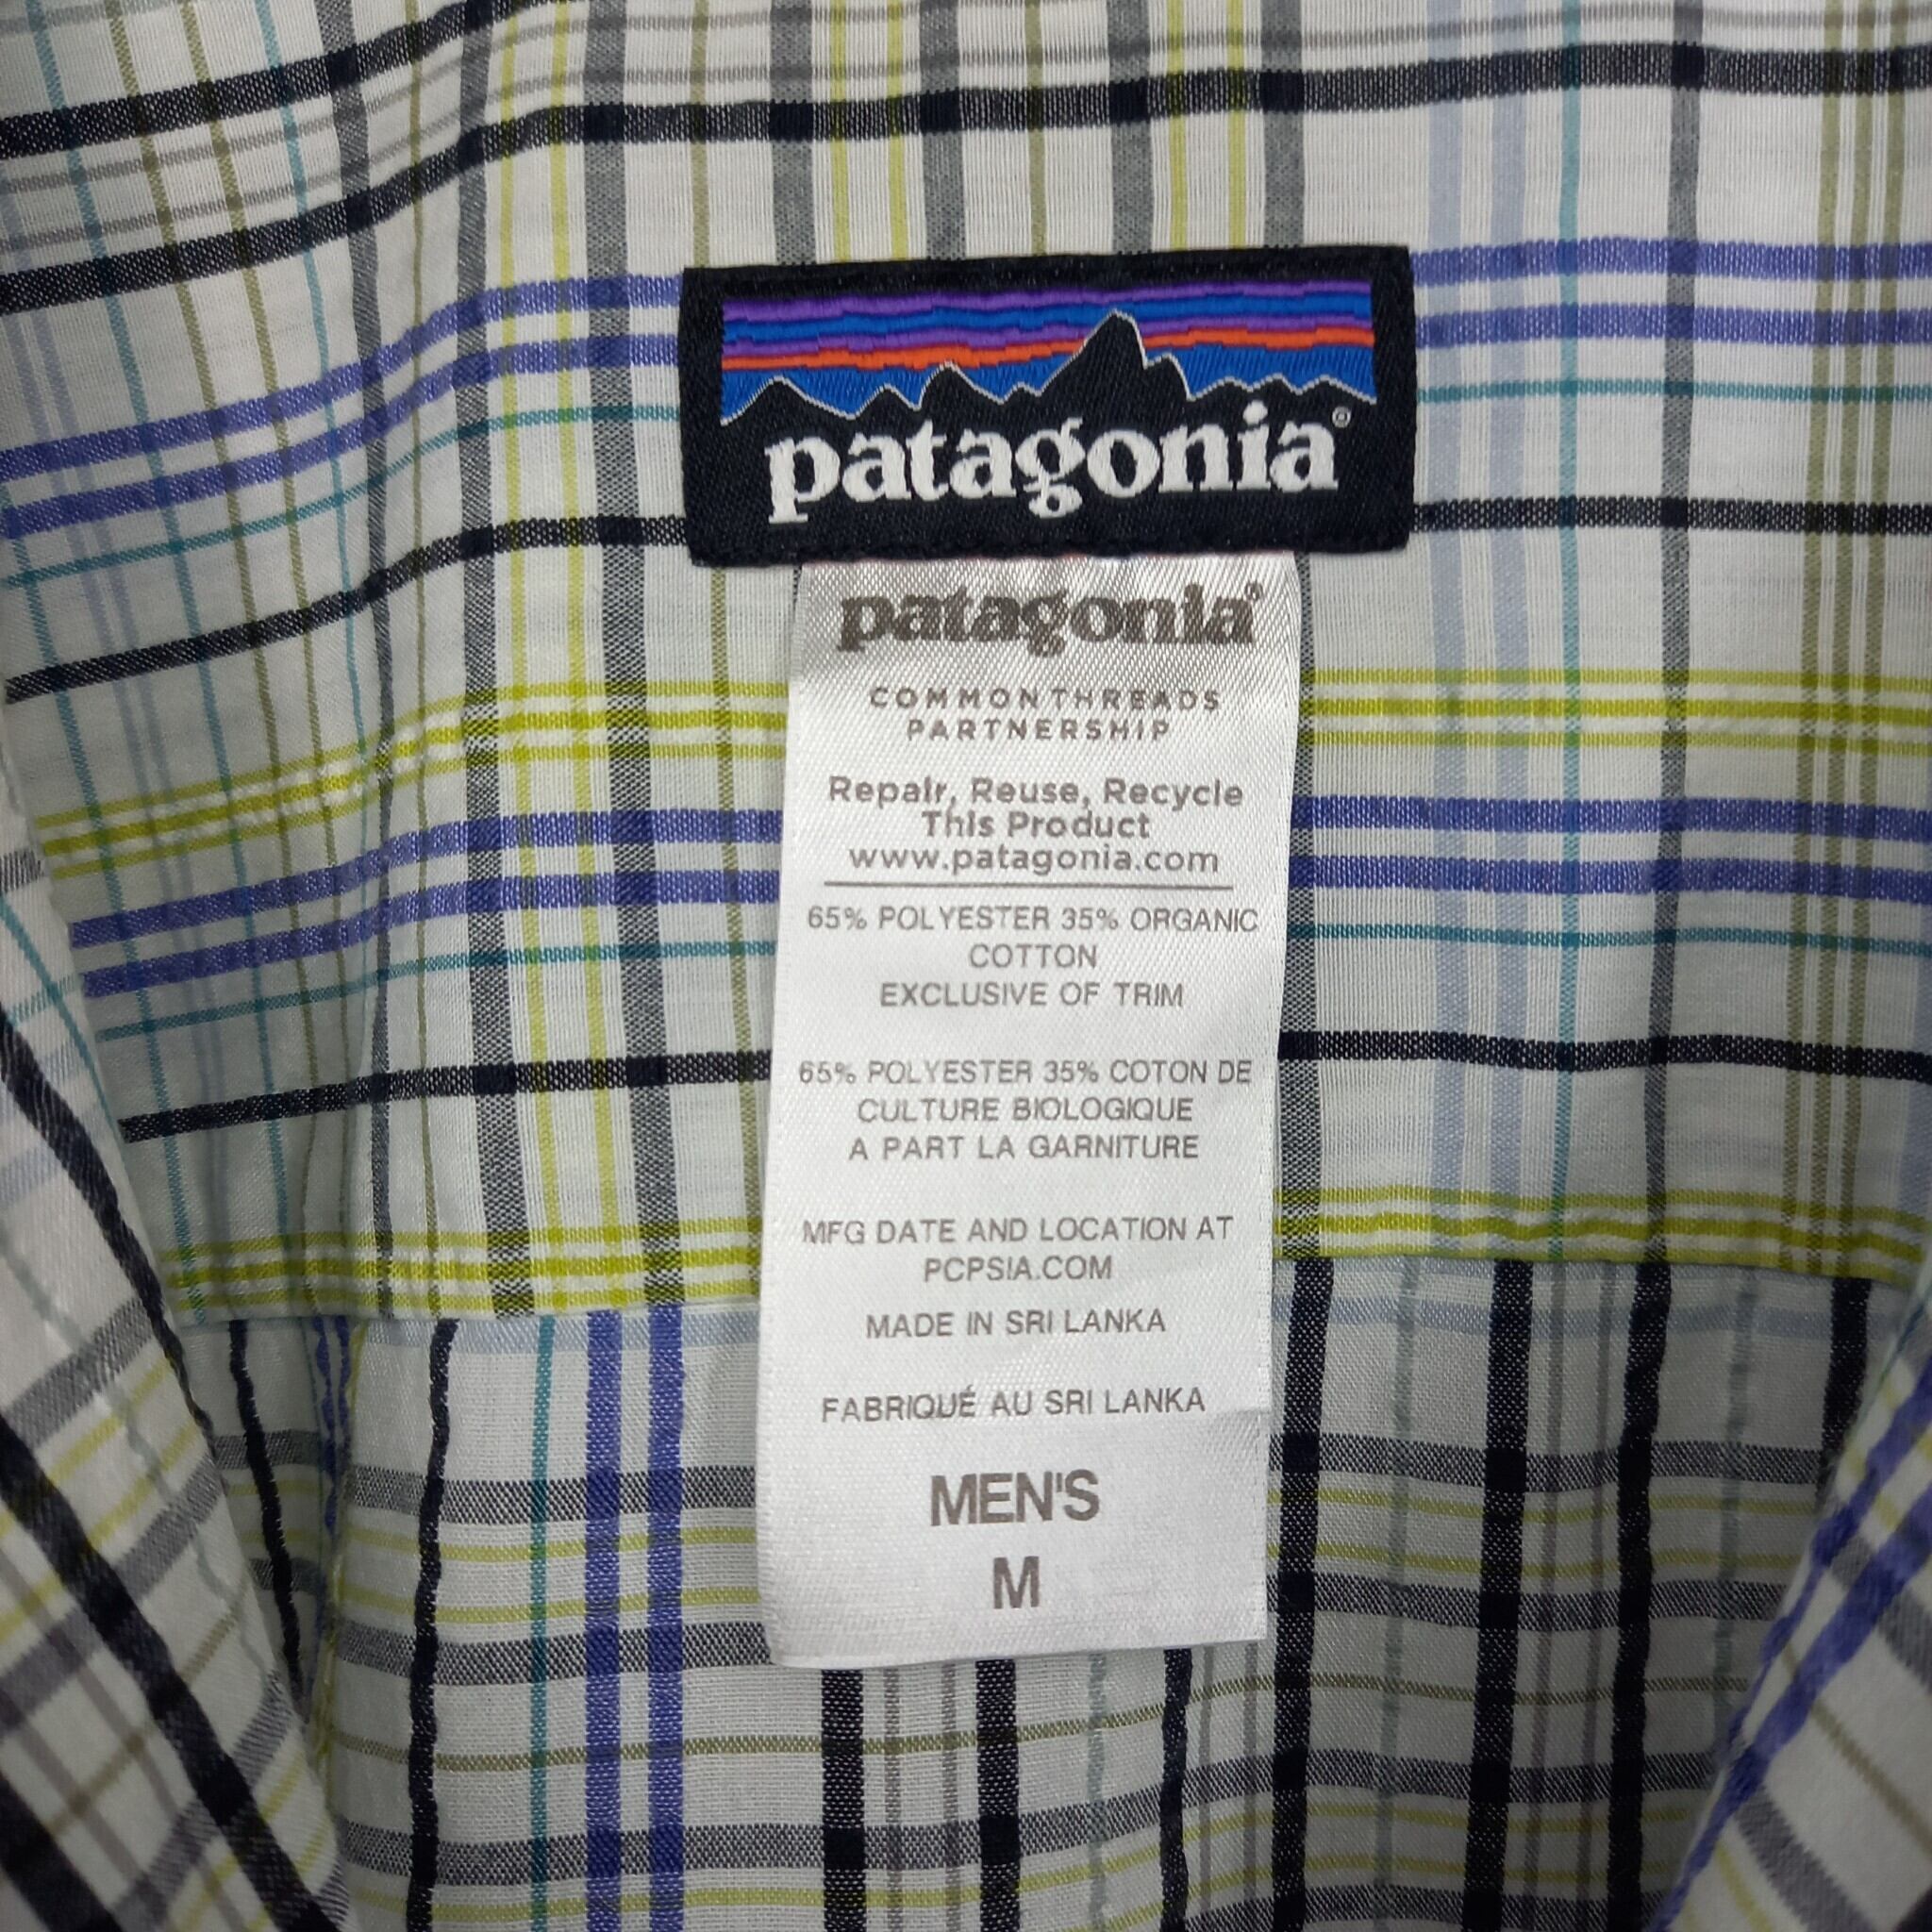 patagonia®
patagonia®
COMMON THREADS
PARTNERSHIP
Repair, Reuse, Recycle
This Product
www.patagonia.com
65% POLYESTER 35% ORGANIC
COTTON
EXCLUSIVE OF TRIM
65% POLYESTER 35% COTON DE
CULTURE BIOLOGIQUE
A PART LA GARNITURE
MFG DATE AND LOCATION AT
PCPSIA.COM
MADE IN SRI LANKA
FABRIQUÉ AU SRI LANKA
MEN'S
M